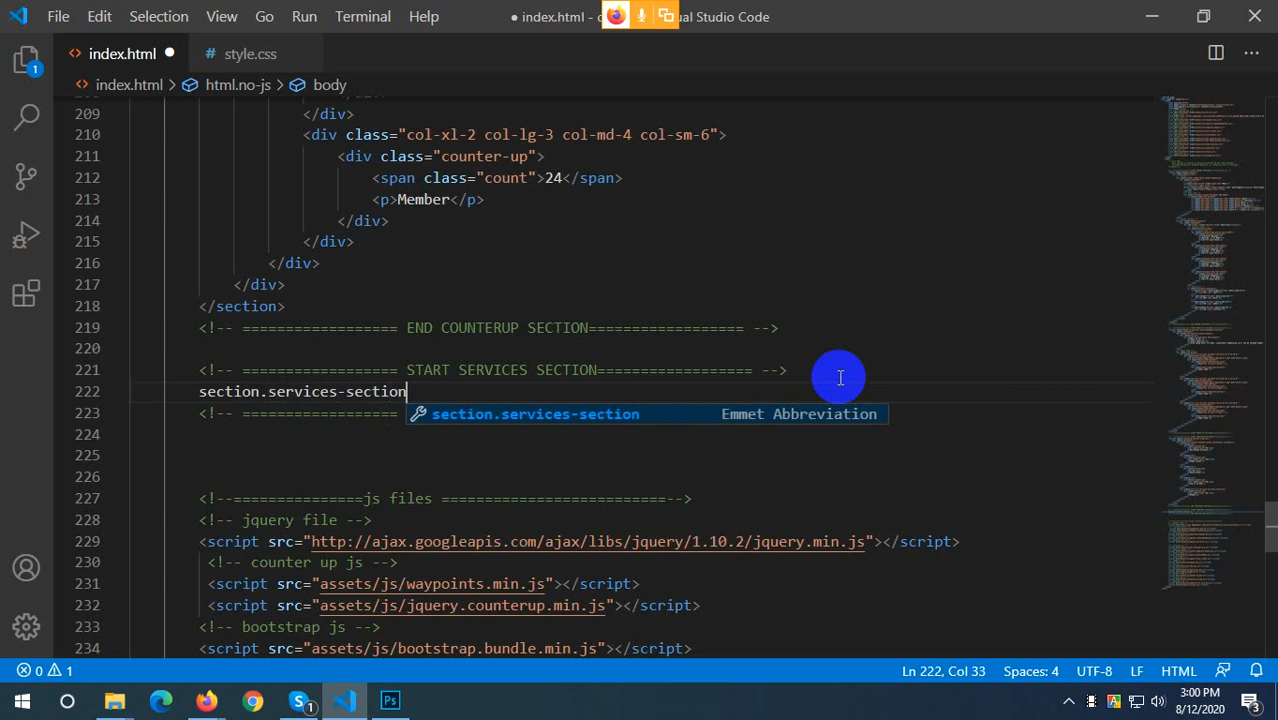 File Edit Selection View Go Run Terminal Help
● index.html - ual Studio Code
<> index.html ●
# style.css
1
<> index.html > html.no-js > body
209 </div>
210 <div class="col-xl-2 col-lg-3 col-md-4 col-sm-6">
211 <div class="counter-up">
212 <span class="count">24</span>
213 <p>Member</p>
214 </div>
215 </div>
216 </div>
217 </div>
218 </section>
219 <!-- ================== END COUNTERUP SECTION================== -->
220
221 <!-- ================== START SERVICES SECTION================== -->
222 section.services-section
223 <!-- ==================
section.services-section Emmet Abbreviation
224
225
226
227 <!--===============js files ==========================-->
228 <!-- jquery file -->
229 <script src="http://ajax.googleapis.com/ajax/libs/jquery/1.10.2/jquery.min.js"></script>
230 <!-- counter up js -->
231 <script src="assets/js/waypoints.min.js"></script>
232 <script src="assets/js/jquery.counterup.min.js"></script>
233 <!-- bootstrap js -->
234 <script src="assets/js/bootstrap.bundle.min.js"></script>
0 1
Ln 222, Col 33 Spaces: 4 UTF-8 LF HTML
1
Ps
3:00 PM
8/12/2020
3